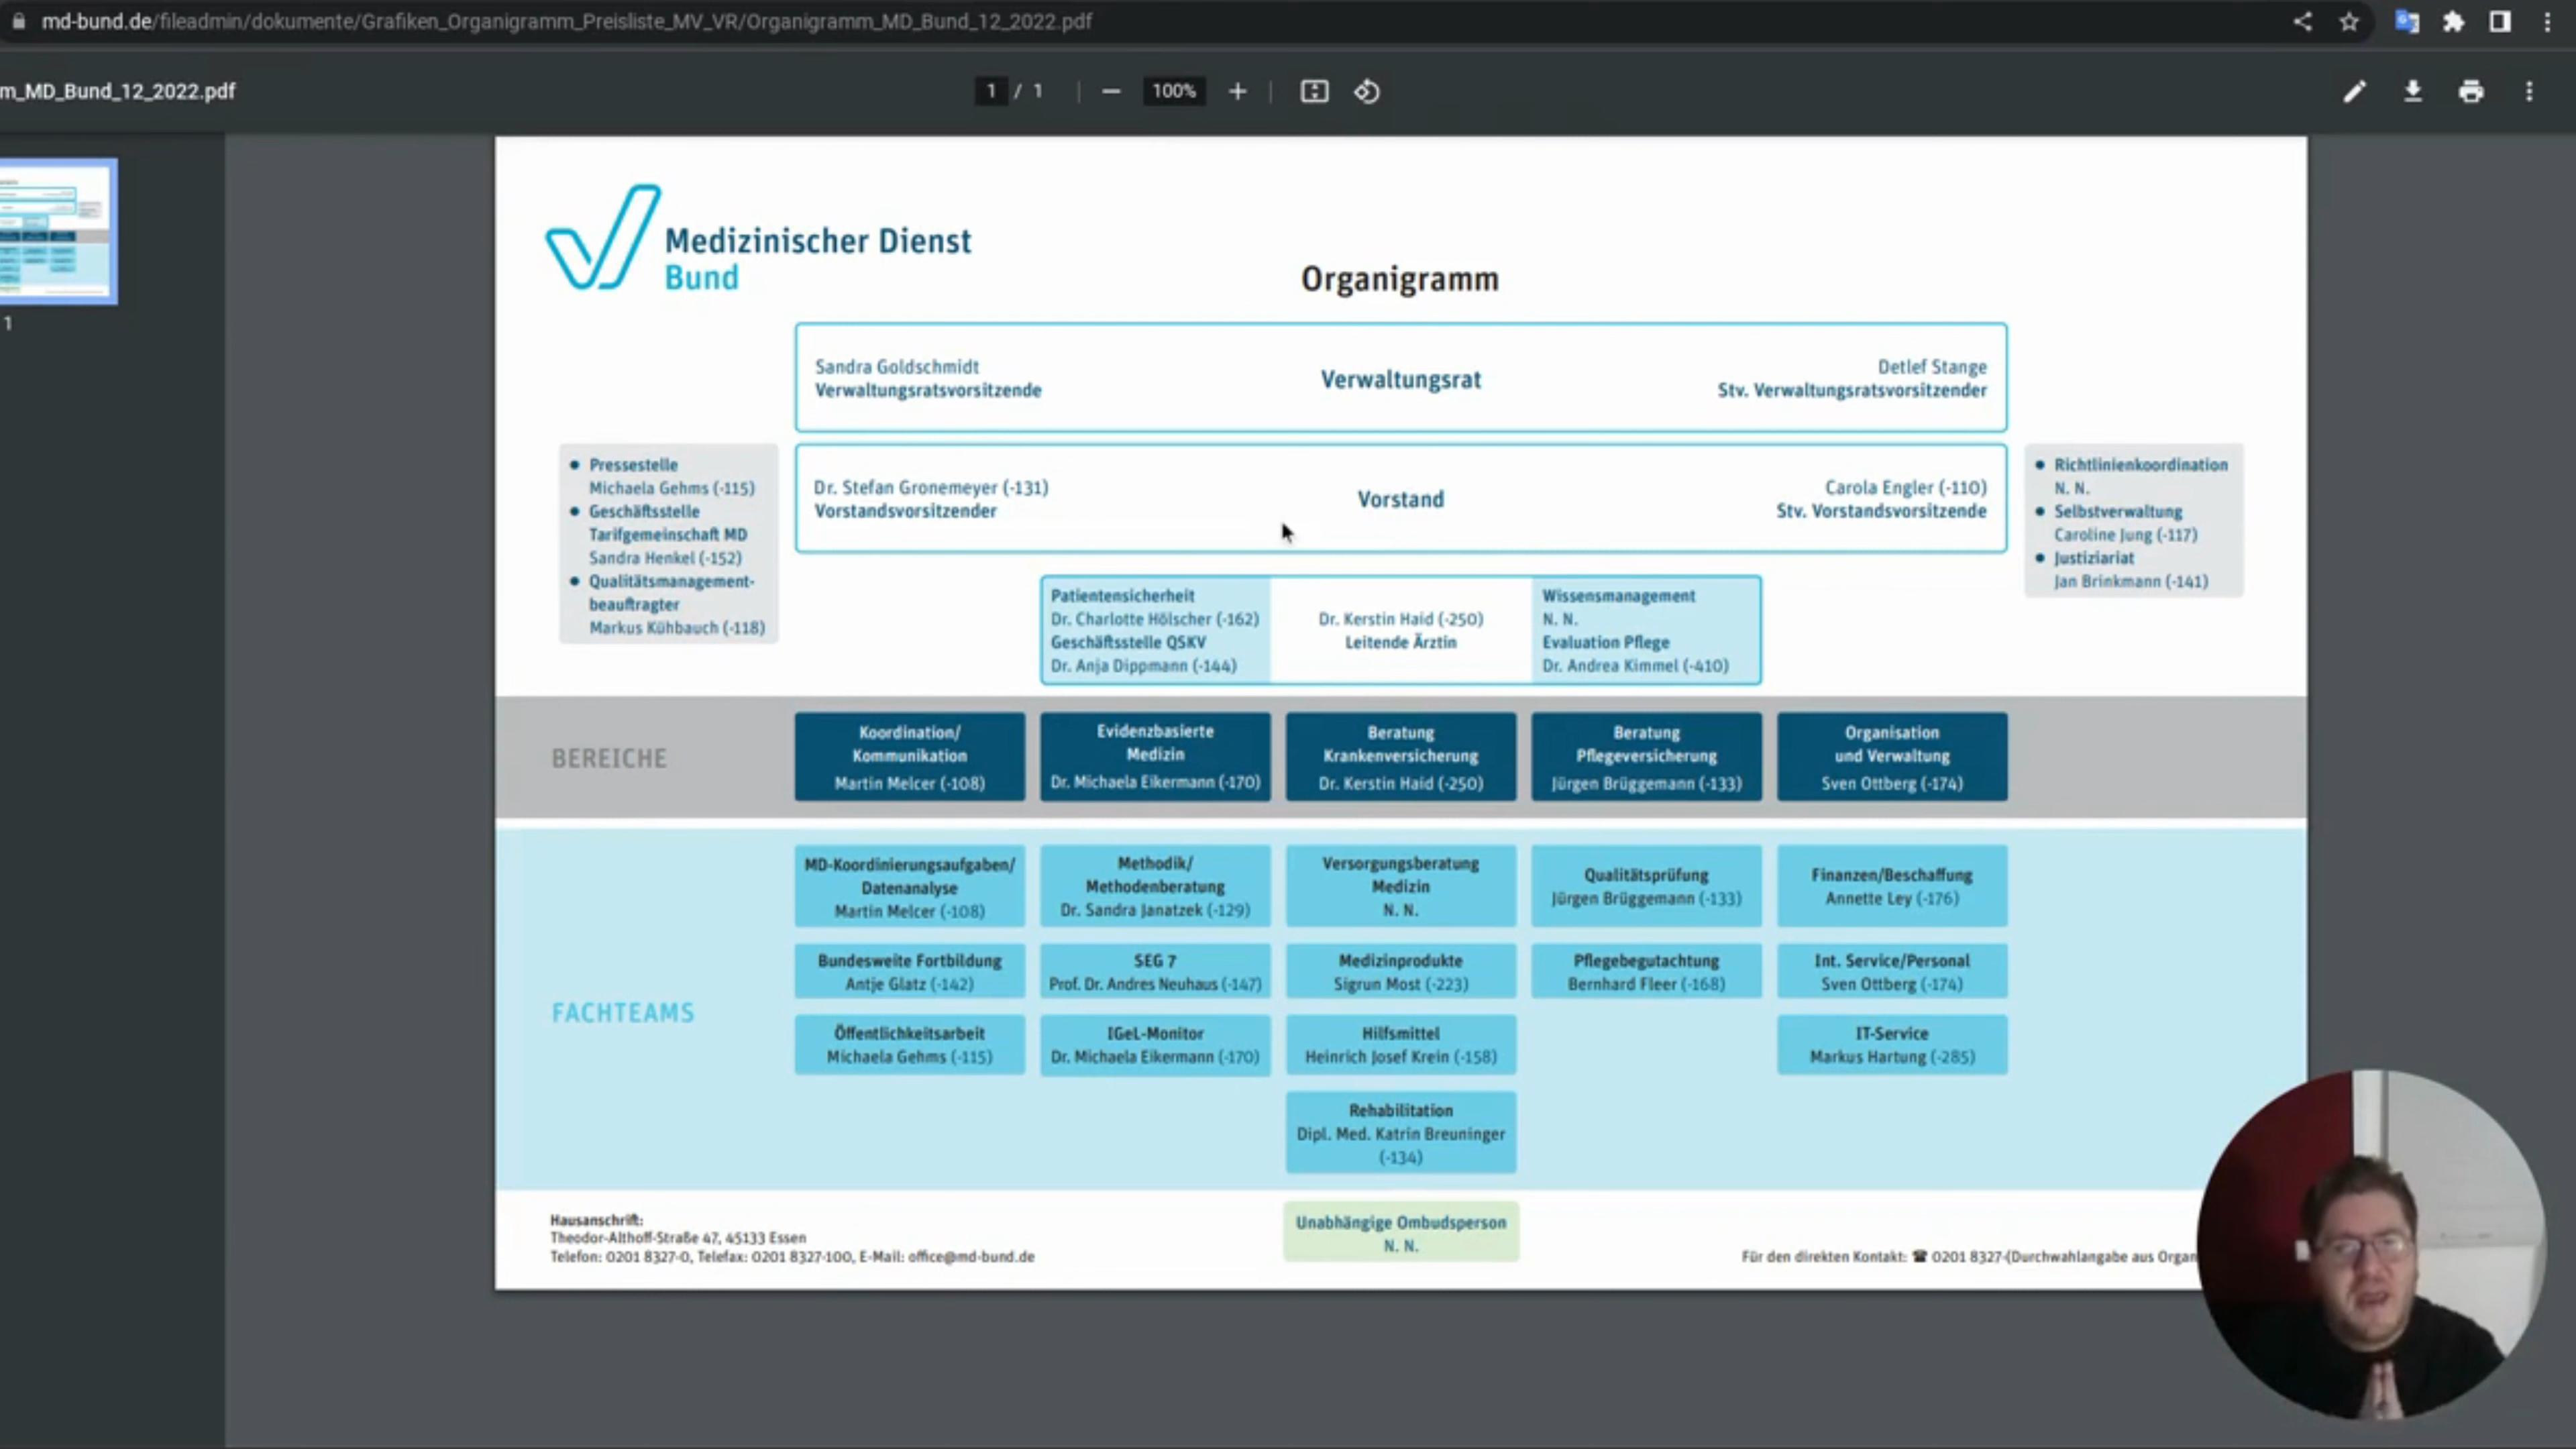 md-bund.de/fileadmin/dokumente/Grafiken_Organigramm_Preisliste_MV_VR/Organigramm_MD_Bund_12_2022.pdf
m_MD_Bund_12_2022.pdf
1 / 1
100%
1
Medizinischer Dienst
Bund
Organigramm
Sandra Goldschmidt
Verwaltungsratsvorsitzende
Verwaltungsrat
Detlef Stange
Stv. Verwaltungsratsvorsitzender
• Pressestelle
Michaela Gehms (-115)
• Geschäftsstelle
Tarifgemeinschaft MD
Sandra Henkel (-152)
• Qualitätsmanagement-
beauftragter
Markus Kühbauch (-118)
Dr. Stefan Gronemeyer (-131)
Vorstandsvorsitzender
Vorstand
Carola Engler (-110)
Stv. Vorstandsvorsitzende
• Richtlinienkoordination
N. N.
• Selbstverwaltung
Caroline Jung (-117)
• Justiziariat
Jan Brinkmann (-141)
Patientensicherheit
Dr. Charlotte Hölscher (-162)
Geschäftsstelle QSKV
Dr. Anja Dippmann (-144)
Dr. Kerstin Haid (-250)
Leitende Ärztin
Wissensmanagement
N. N.
Evaluation Pflege
Dr. Andrea Kimmel (-410)
BEREICHE
Koordination/
Kommunikation
Martin Melcer (-108)
Evidenzbasierte
Medizin
Dr. Michaela Eikermann (-170)
Beratung
Krankenversicherung
Dr. Kerstin Haid (-250)
Beratung
Pflegeversicherung
Jürgen Brüggemann (-133)
Organisation
und Verwaltung
Sven Ottberg (-174)
FACHTEAMS
MD-Koordinierungsaufgaben/
Datenanalyse
Martin Melcer (-108)
Methodik/
Methodenberatung
Dr. Sandra Janatzek (-129)
Versorgungsberatung
Medizin
N. N.
Qualitätsprüfung
Jürgen Brüggemann (-133)
Finanzen/Beschaffung
Annette Ley (-176)
Bundesweite Fortbildung
Antje Glatz (-142)
SEG 7
Prof. Dr. Andres Neuhaus (-147)
Medizinprodukte
Sigrun Most (-223)
Pflegebegutachtung
Bernhard Fleer (-168)
Int. Service/Personal
Sven Ottberg (-174)
Öffentlichkeitsarbeit
Michaela Gehms (-115)
IGeL-Monitor
Dr. Michaela Eikermann (-170)
Hilfsmittel
Heinrich Josef Krein (-158)
IT-Service
Markus Hartung (-285)
Rehabilitation
Dipl. Med. Katrin Breuninger
(-134)
Unabhängige Ombudsperson
N. N.
Hausanschrift:
Theodor-Althoff-Straße 47, 45133 Essen
Telefon: 0201 8327-0, Telefax: 0201 8327-100, E-Mail: office@md-bund.de
Für den direkten Kontakt: ☎ 0201 8327-(Durchwahlangabe aus Organ